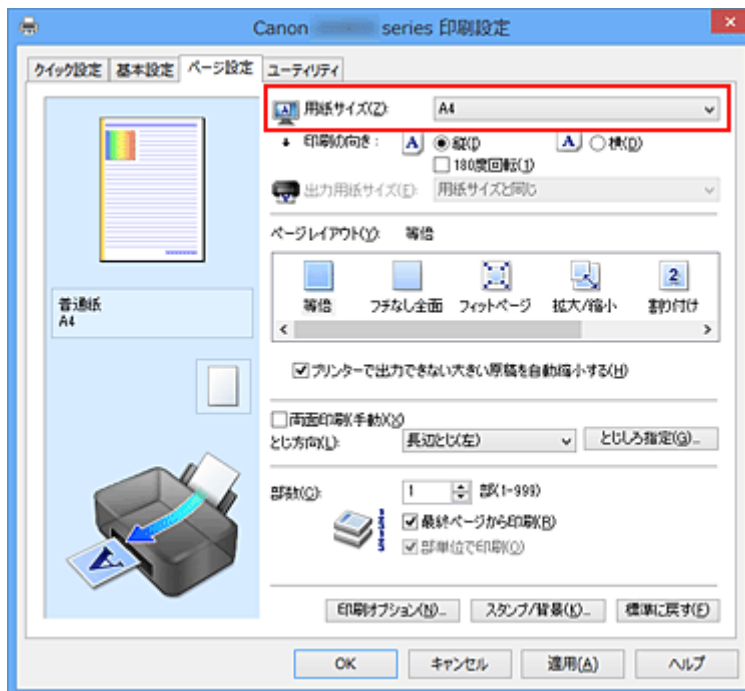 Canon series 印刷設定
クイック設定 基本設定 ページ設定 ユーティリティ
用紙サイズ(Z): A4
印刷の向き: A 縦(I) A 横(D)
180度回転(1)
出力用紙サイズ(E): 用紙サイズと同じ
ページレイアウト(Y): 等倍
2
等倍 フチなし全面 フィットページ 拡大/縮小 割り付け
普通紙
A4
プリンターで出力できない大きい原稿を自動縮小する(H)
両面印刷(手動)(X)
とじ方向(L): 長辺とじ(左) とじしろ指定(G)...
部数(C): 1 部(1-999)
最終ページから印刷(R)
部単位で印刷(O)
印刷オプション(N)... スタンプ/背景(K)... 標準に戻す(F)
OK キャンセル 適用(A) ヘルプ